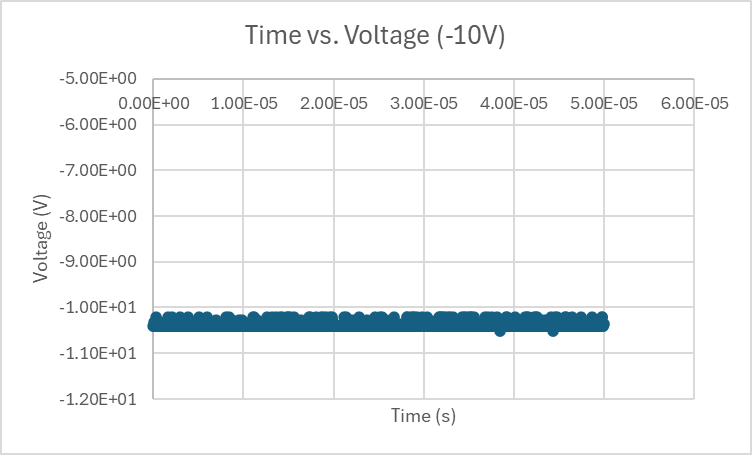 Time vs. Voltage (-10V)
-5.00E+00
0.00E+00 1.00E-05 2.00E-05 3.00E-05 4.00E-05 5.00E-05 6.00E-05
-6.00E+00
-7.00E+00
-8.00E+00
-9.00E+00
-1.00E+01
-1.10E+01
-1.20E+01
Voltage (V)
Time (s)